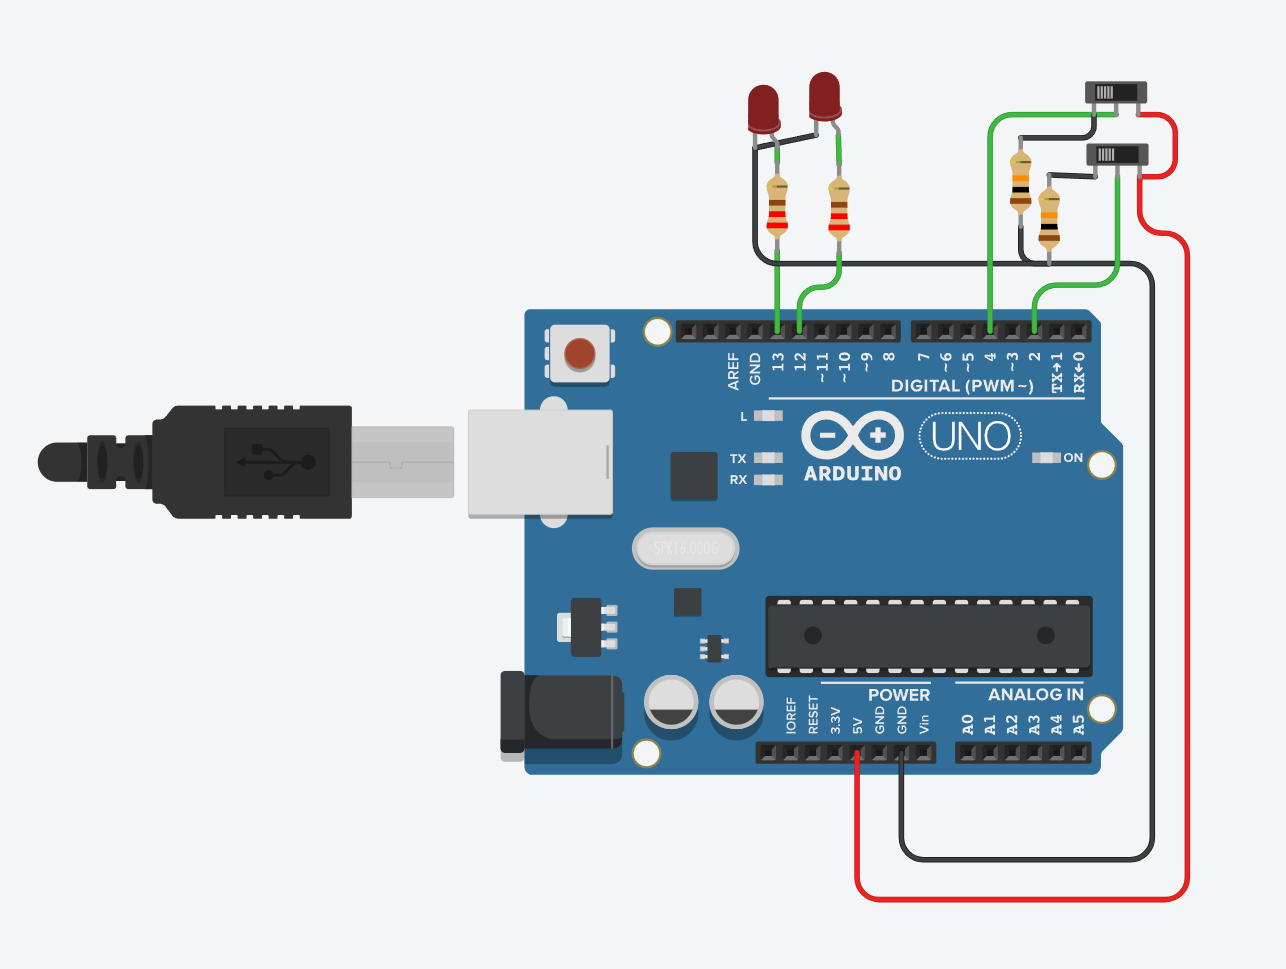 AREF
GND
13
12
~11
~10
~9
8
7
~6
~5
4
~3
2
TX→1
RX←0
DIGITAL (PWM~)
L
TX
RX
ARDUINO
UNO
ON
SPK16.000G
POWER
ANALOG IN
IOREF
RESET
3.3V
5V
GND
GND
Vin
A0
A1
A2
A3
A4
A5